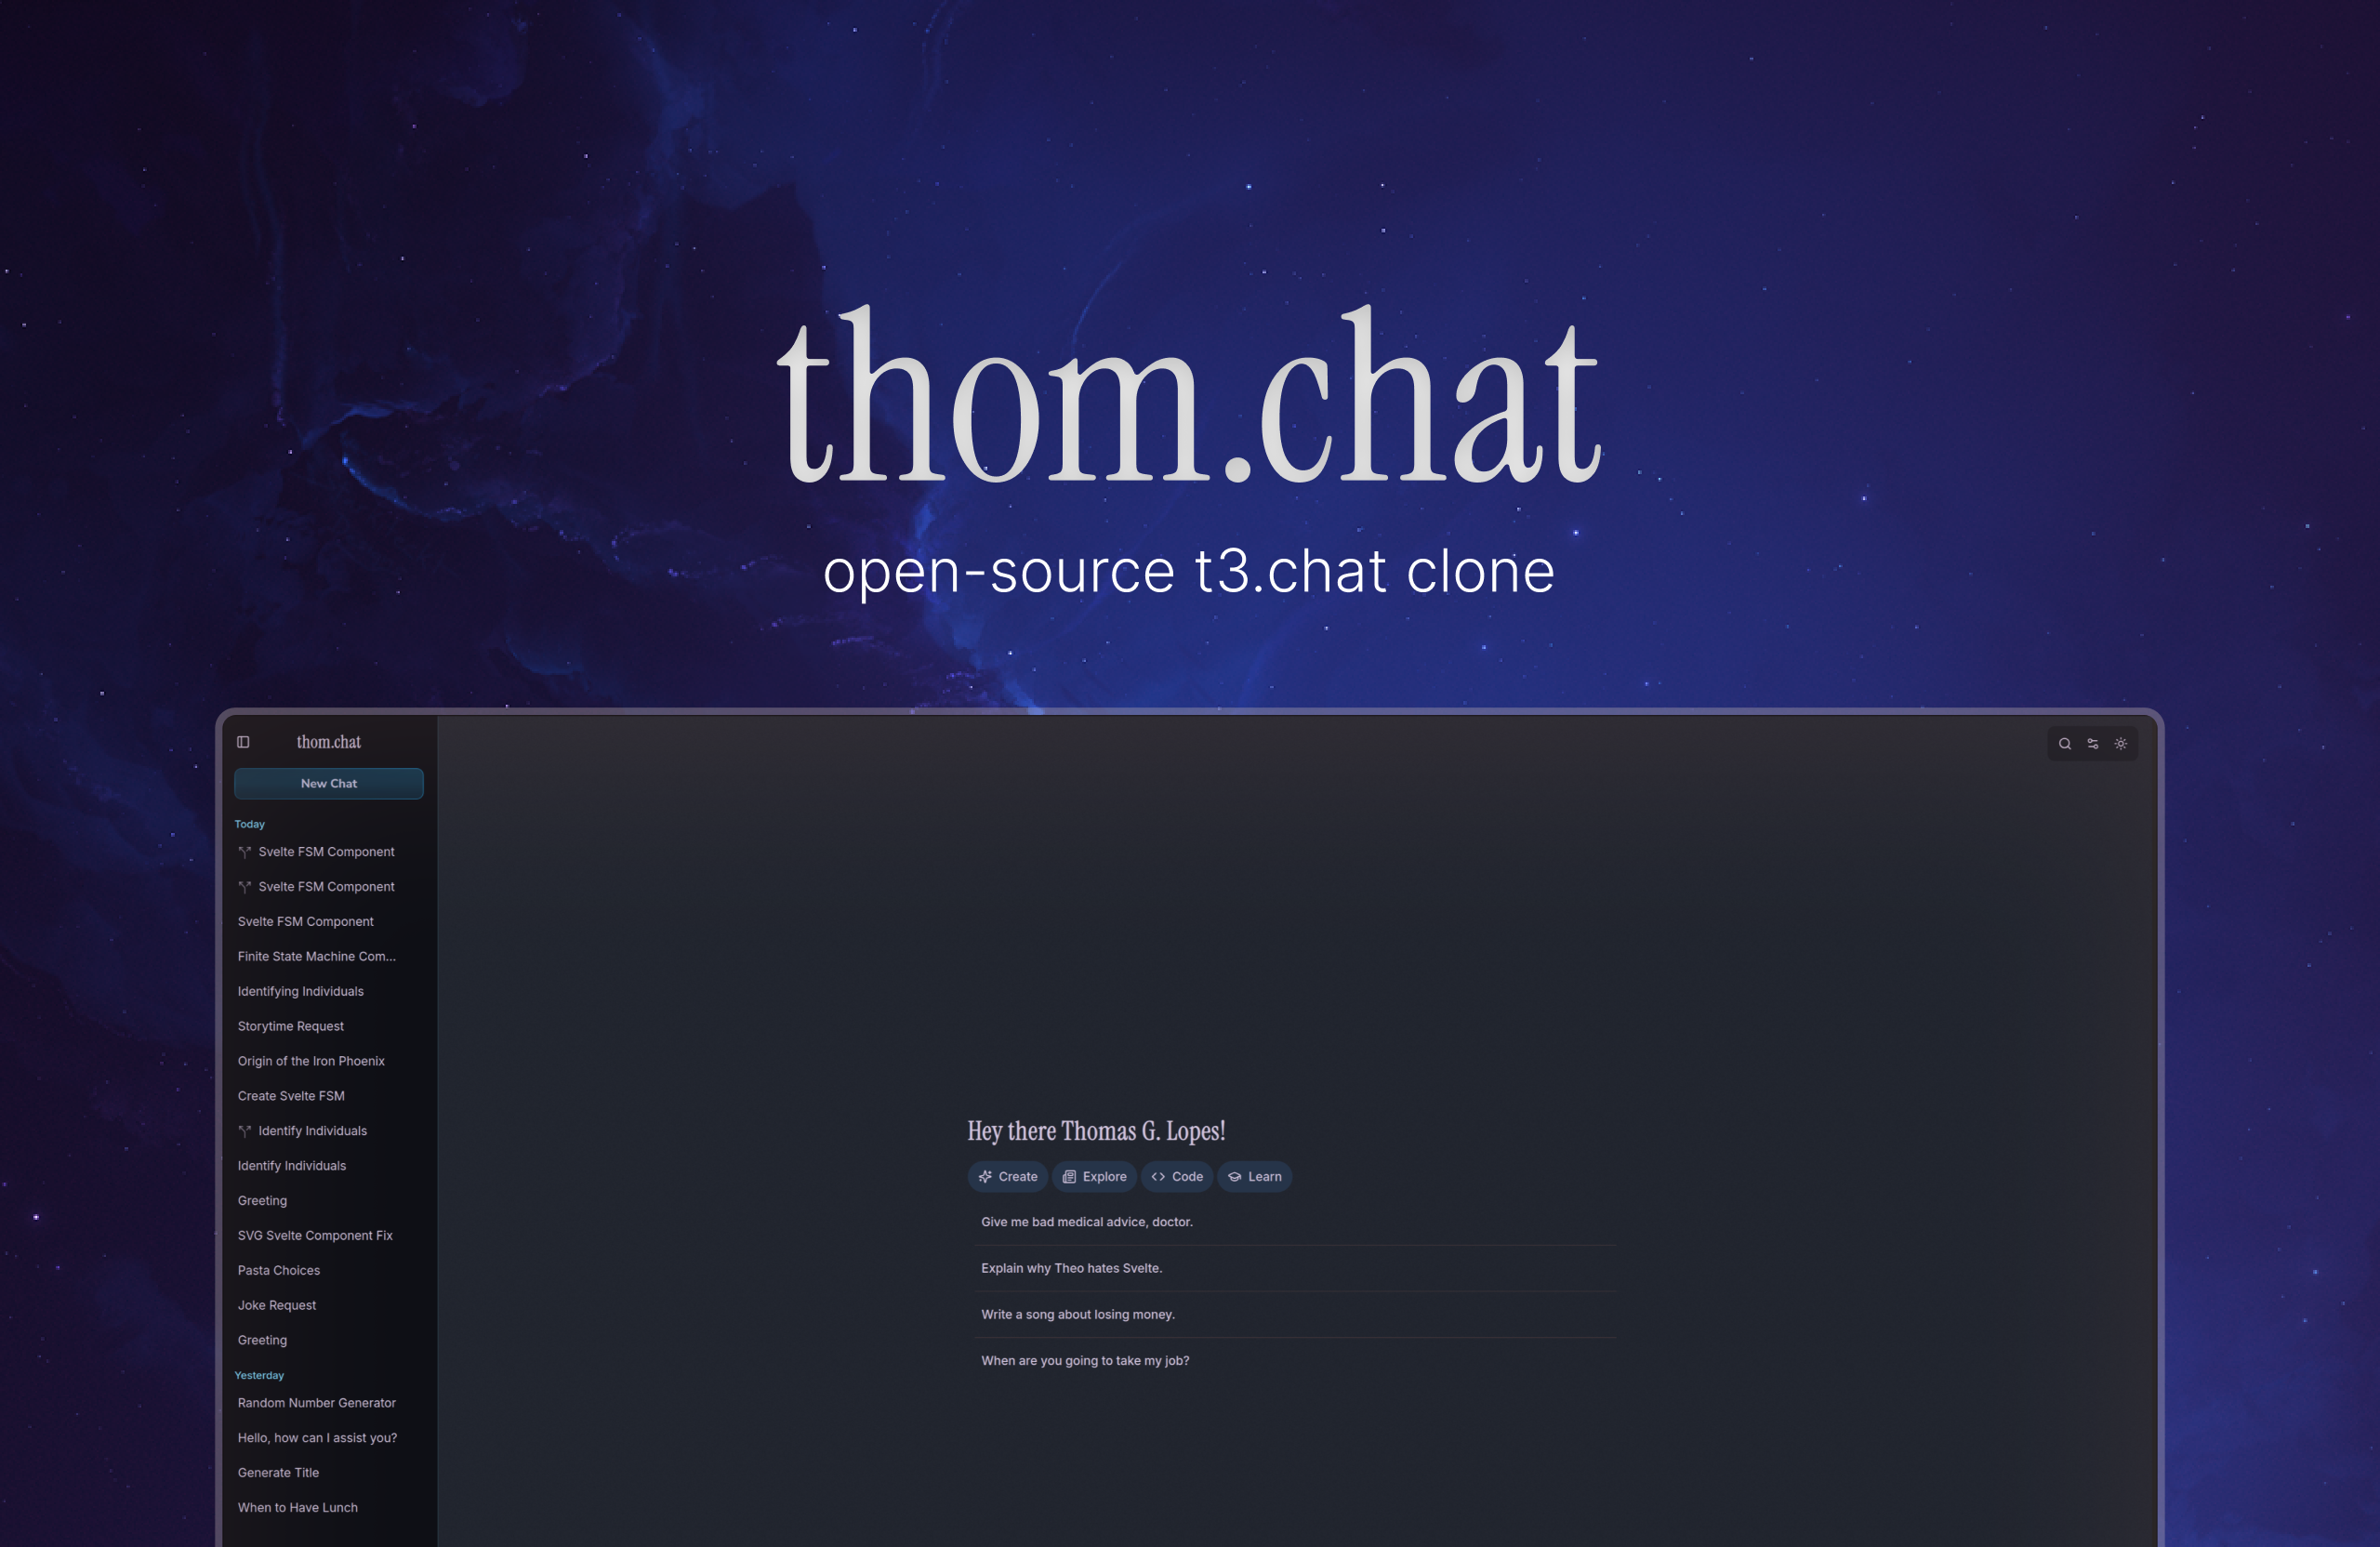 thom.chat
open-source t3.chat clone
thom.chat
New Chat
Today
Svelte FSM Component
Svelte FSM Component
Svelte FSM Component
Finite State Machine Com...
Identifying Individuals
Storytime Request
Origin of the Iron Phoenix
Create Svelte FSM
Identify Individuals
Identify Individuals
Greeting
SVG Svelte Component Fix
Pasta Choices
Joke Request
Greeting
Yesterday
Random Number Generator
Hello, how can I assist you?
Generate Title
When to Have Lunch
Hey there Thomas G. Lopes!
Create Explore Code Learn
Give me bad medical advice, doctor.
Explain why Theo hates Svelte.
Write a song about losing money.
When are you going to take my job?